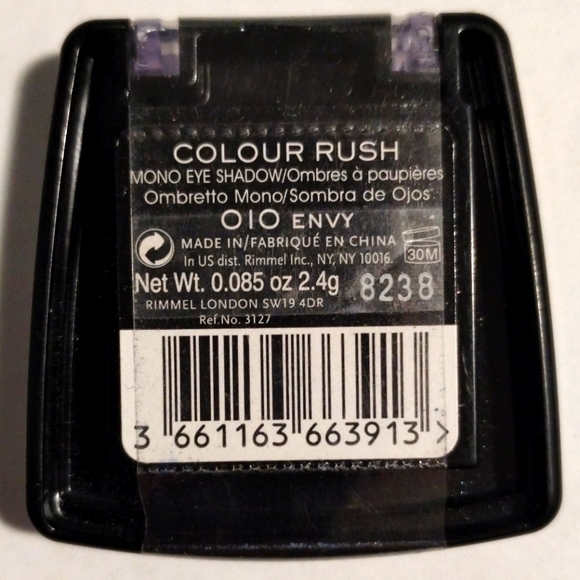 COLOUR RUSH
MONO EYE SHADOW/Ombres à paupières
Ombretto Mono/Sombra de Ojos
010 ENVY
MADE IN/FABRIQUÉ EN CHINA
In US dist. Rimmel Inc., NY, NY 10016.
30M
Net Wt. 0.085 oz 2.4g
8238
RIMMEL LONDON SW19 4DR
Ref.No. 3127
3 661163 663913 >